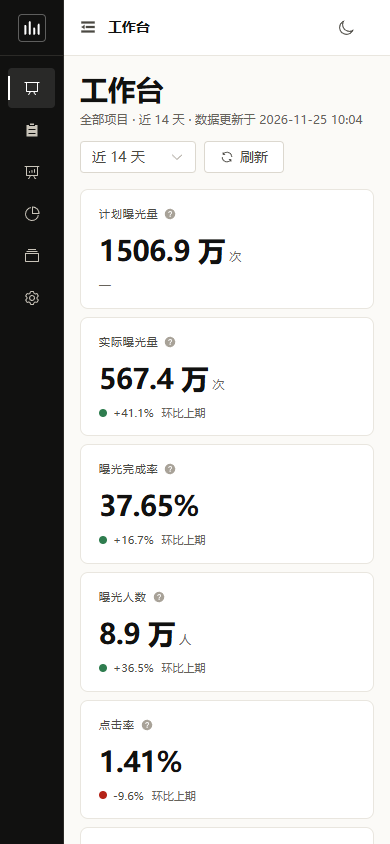 工作台
工作台
全部项目 · 近 14 天 · 数据更新于 2026-11-25 10:04
近 14 天
刷新
计划曝光量 ?
1506.9 万 次
—
实际曝光量 ?
567.4 万 次
+41.1% 环比上期
曝光完成率 ?
37.65%
+16.7% 环比上期
曝光人数 ?
8.9 万 人
+36.5% 环比上期
点击率 ?
1.41%
-9.6% 环比上期